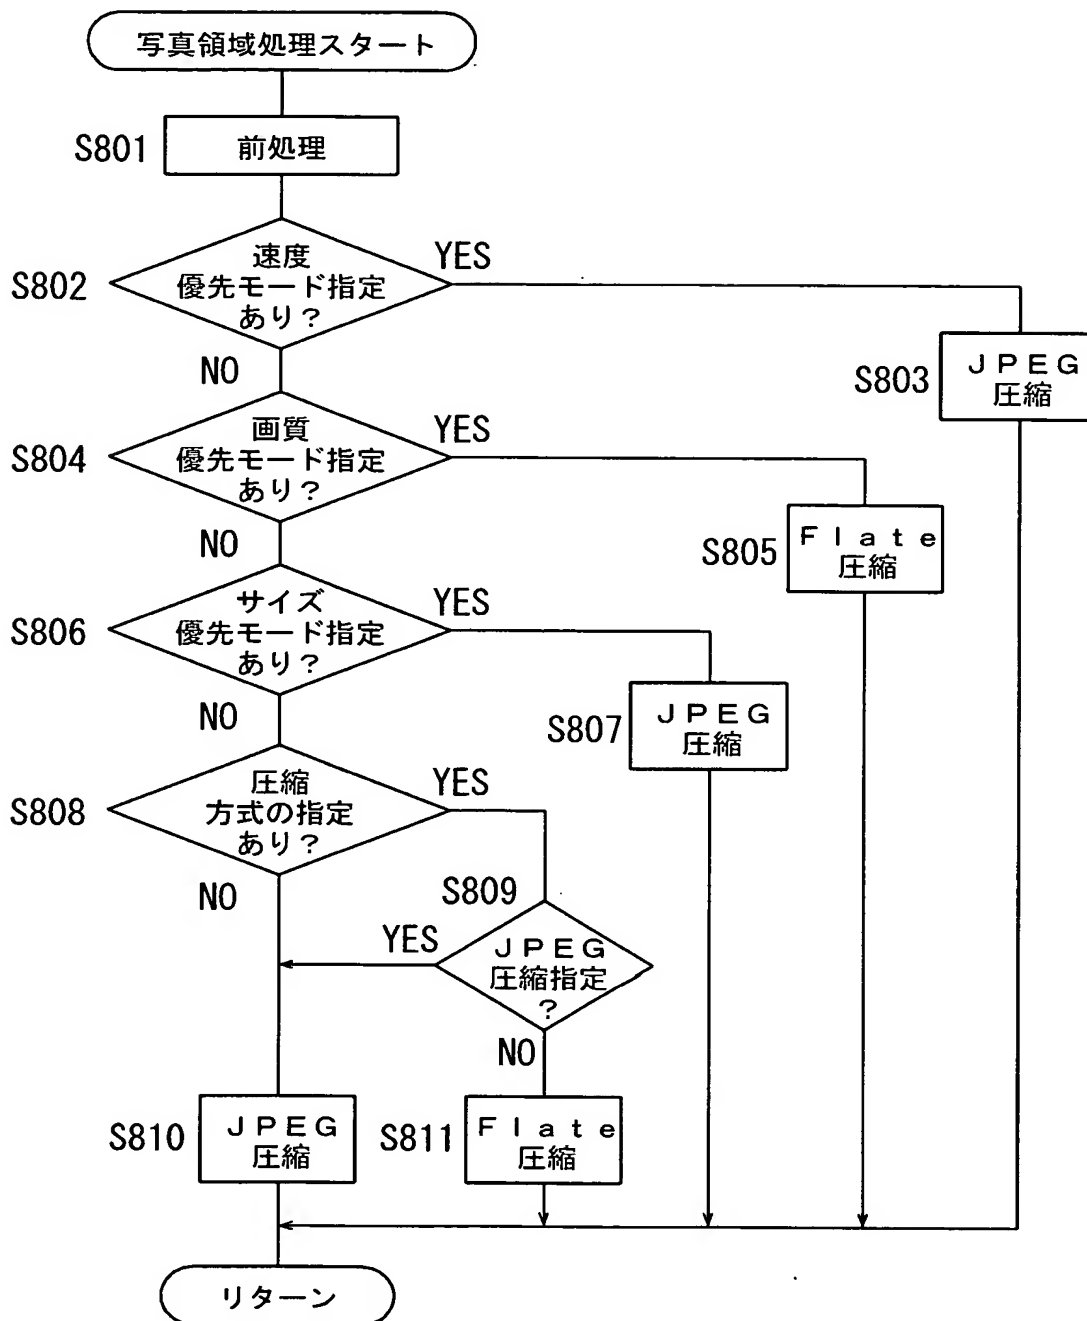 写真領域処理スタート
S801
前処理
S802
速度
優先モード指定
あり？
YES
NO
S803
ＪＰＥＧ
圧縮
S804
画質
優先モード指定
あり？
YES
NO
S805
Ｆｌａｔｅ
圧縮
S806
サイズ
優先モード指定
あり？
YES
NO
S807
ＪＰＥＧ
圧縮
S808
圧縮
方式の指定
あり？
YES
NO
S809
ＪＰＥＧ
圧縮指定
？
YES
NO
S810
ＪＰＥＧ
圧縮
S811
Ｆｌａｔｅ
圧縮
リターン